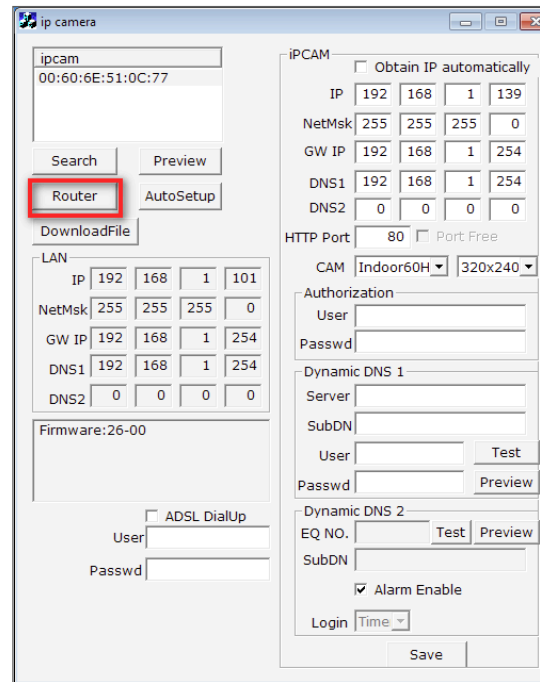 ip camera
ipcam
00:60:6E:51:0C:77
Search Preview
Router AutoSetup
DownloadFile
LAN
IP 192 168 1 101
NetMsk 255 255 255 0
GW IP 192 168 1 254
DNS1 192 168 1 254
DNS2 0 0 0 0
Firmware:26-00
ADSL DialUp
User
Passwd
iPCAM
Obtain IP automatically
IP 192 168 1 139
NetMsk 255 255 255 0
GW IP 192 168 1 254
DNS1 192 168 1 254
DNS2 0 0 0 0
HTTP Port 80 Port Free
CAM Indoor60H 320x240
Authorization
User
Passwd
Dynamic DNS 1
Server
SubDN
User Test
Passwd Preview
Dynamic DNS 2
EQ NO. Test Preview
SubDN
Alarm Enable
Login Time
Save